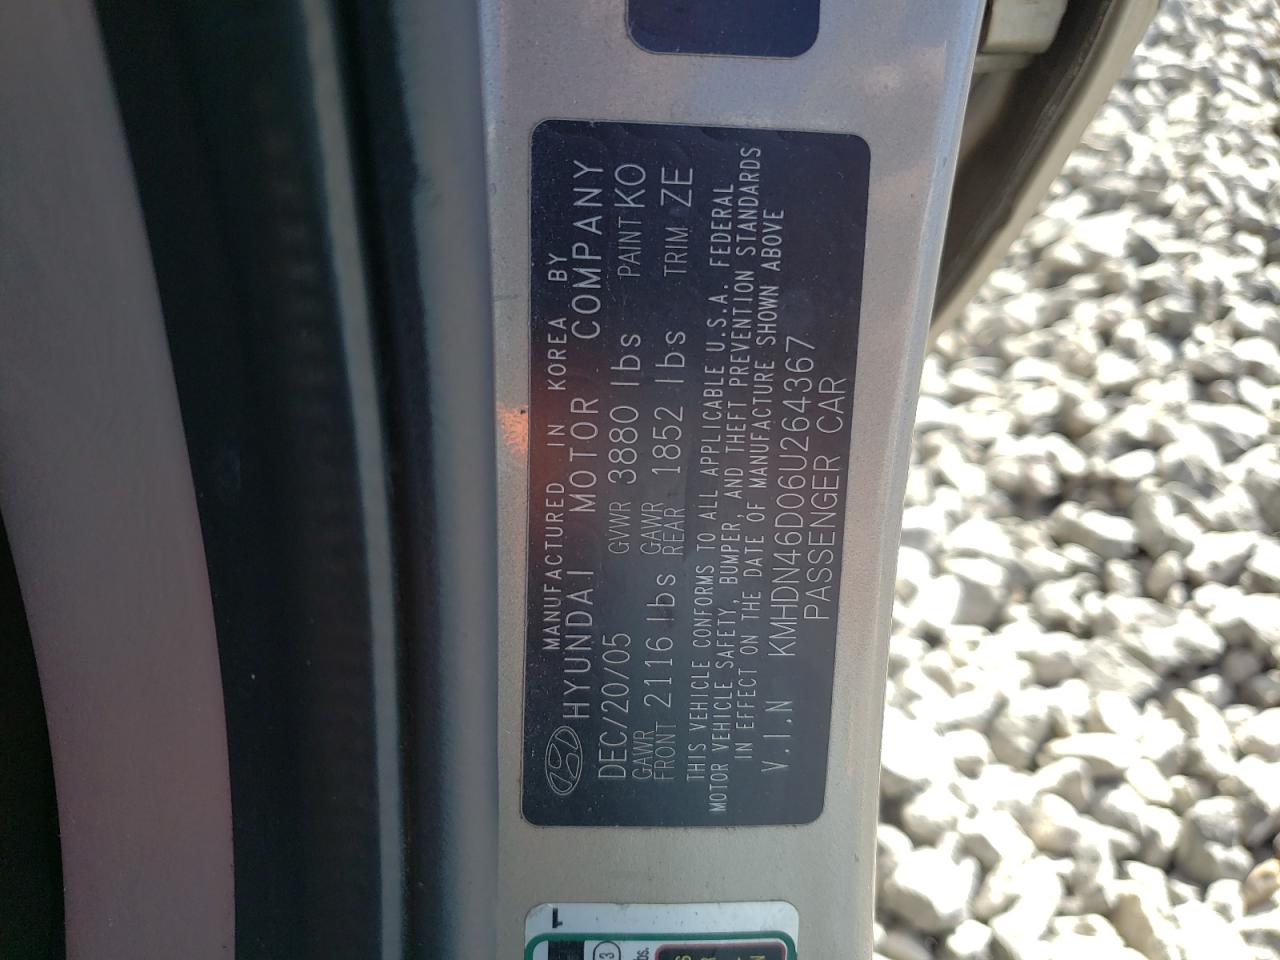 MANUFACTURED IN KOREA BY
HYUNDAI MOTOR COMPANY
DEC/20/05 GVWR 3880 lbs PAINT KO
GAWR FRONT 2116 lbs GAWR REAR 1852 lbs TRIM ZE
THIS VEHICLE CONFORMS TO ALL APPLICABLE U.S.A. FEDERAL
MOTOR VEHICLE SAFETY, BUMPER, AND THEFT PREVENTION STANDARDS
IN EFFECT ON THE DATE OF MANUFACTURE SHOWN ABOVE
V.I.N KMHDN46D06U264367
PASSENGER CAR